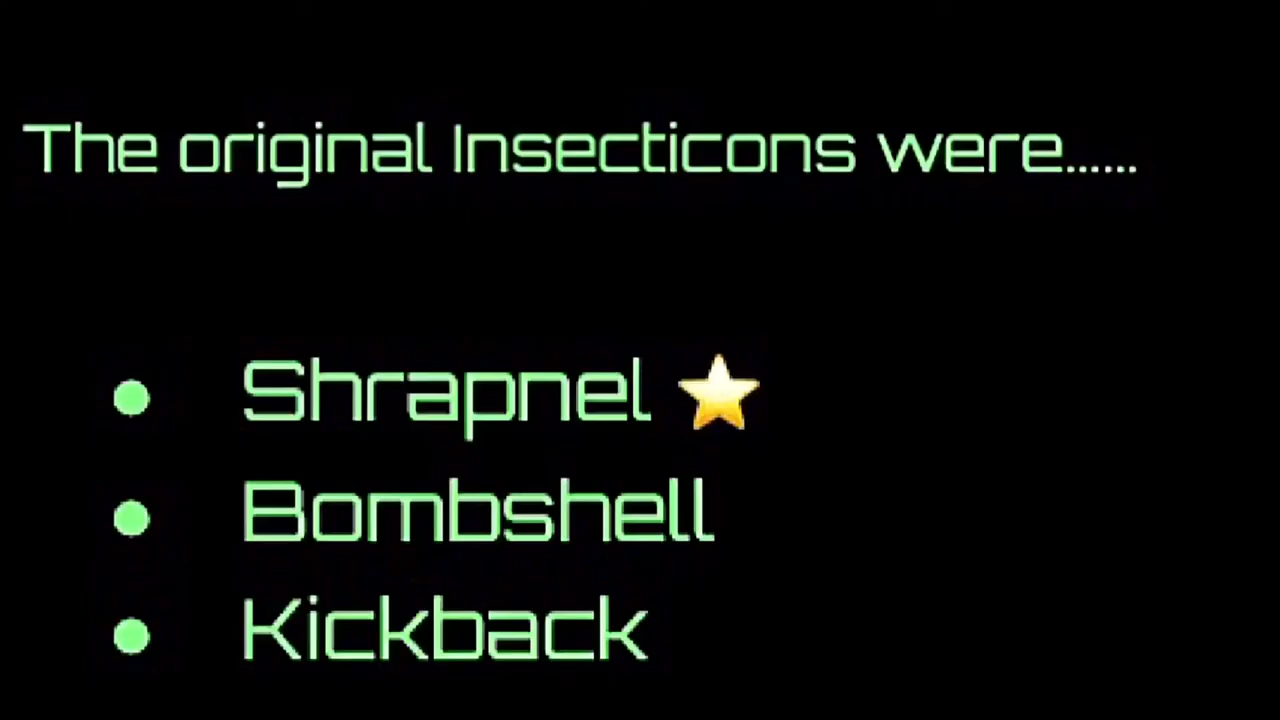 The original Insecticons were......
• Shrapnel ⭐
• Bombshell
• Kickback